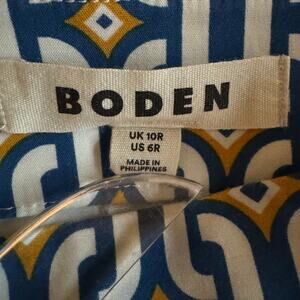 BODEN
UK 10R
US 6R
MADE IN
PHILIPPINES